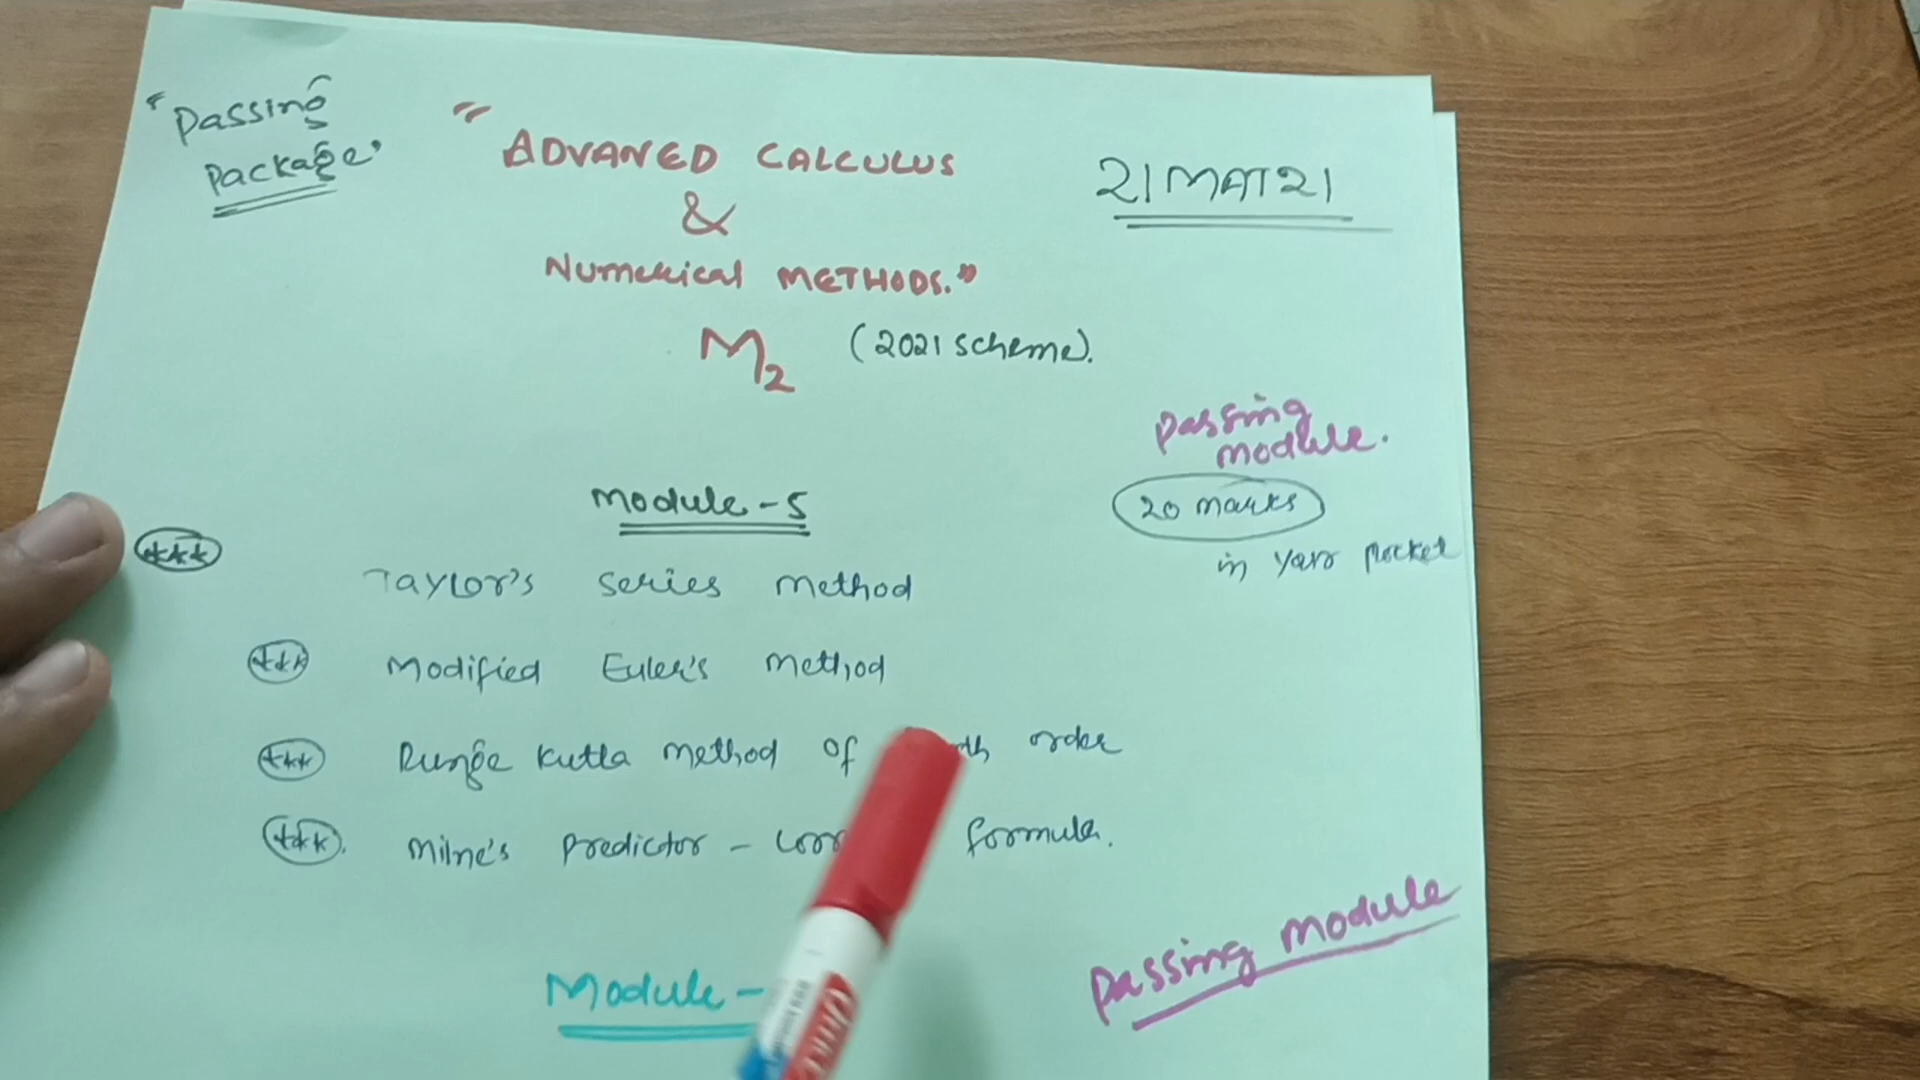 "Passing
Package"
" ADVANED CALCULUS
&
Numerical METHODS."
21MAT21
M2 (2021 scheme).
Passing
module.
Module-5
20 marks
in your pocket
***
Taylor's series method
*** Modified Euler's method
*** Runge Kutta method of order
*** Milne's Predictor - formula.
Passing module
Module-